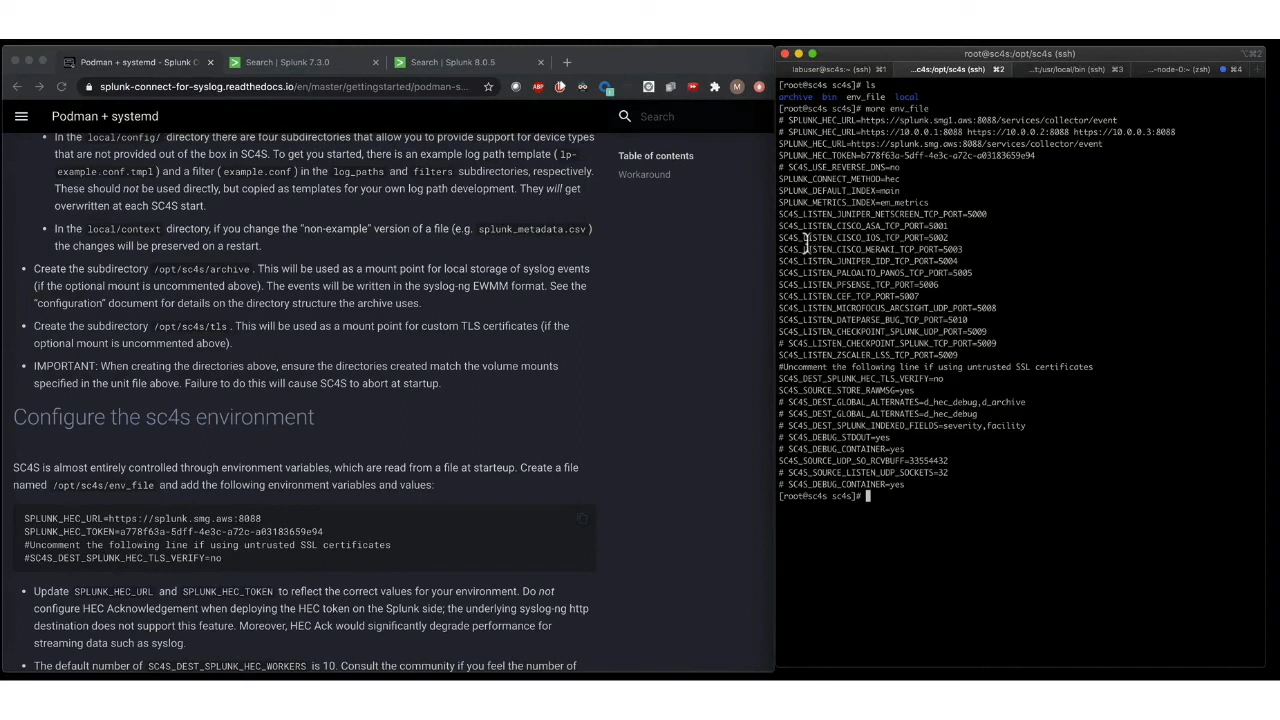 Podman + systemd - Splunk C
Search | Splunk 7.3.0
Search | Splunk 8.0.5
splunk-connect-for-syslog.readthedocs.io/en/master/gettingstarted/podman-s...
Podman + systemd
Search
• In the local/config/ directory there are four subdirectories that allow you to provide support for device types
that are not provided out of the box in SC4S. To get you started, there is an example log path template ( lp-
example.conf.tmpl ) and a filter ( example.conf ) in the log_paths and filters subdirectories, respectively.
These should not be used directly, but copied as templates for your own log path development. They will get
overwritten at each SC4S start.
• In the local/context directory, if you change the “non-example” version of a file (e.g. splunk_metadata.csv )
the changes will be preserved on a restart.
• Create the subdirectory /opt/sc4s/archive . This will be used as a mount point for local storage of syslog events
(if the optional mount is uncommented above). The events will be written in the syslog-ng EWMM format. See the
“configuration” document for details on the directory structure the archive uses.
• Create the subdirectory /opt/sc4s/tls . This will be used as a mount point for custom TLS certificates (if the
optional mount is uncommented above).
• IMPORTANT: When creating the directories above, ensure the directories created match the volume mounts
specified in the unit file above. Failure to do this will cause SC4S to abort at startup.
Configure the sc4s environment
SC4S is almost entirely controlled through environment variables, which are read from a file at starteup. Create a file
named /opt/sc4s/env_file and add the following environment variables and values:
SPLUNK_HEC_URL=https://splunk.smg.aws:8088
SPLUNK_HEC_TOKEN=a778f63a-5dff-4e3c-a72c-a03183659e94
#Uncomment the following line if using untrusted SSL certificates
#SC4S_DEST_SPLUNK_HEC_TLS_VERIFY=no
• Update SPLUNK_HEC_URL and SPLUNK_HEC_TOKEN to reflect the correct values for your environment. Do not
configure HEC Acknowledgement when deploying the HEC token on the Splunk side; the underlying syslog-ng http
destination does not support this feature. Moreover, HEC Ack would significantly degrade performance for
streaming data such as syslog.
• The default number of SC4S_DEST_SPLUNK_HEC_WORKERS is 10. Consult the community if you feel the number of
Table of contents
Workaround
root@sc4s:/opt/sc4s (ssh)
⌥⌘2
labuser@sc4s:~ (ssh) ⌘1
...c4s:/opt/sc4s (ssh) ⌘2
...t:/usr/local/bin (ssh) ⌘3
...-node-0:~ (zsh) ⌘4
[root@sc4s sc4s]# ls
archive bin env_file local
[root@sc4s sc4s]# more env_file
# SPLUNK_HEC_URL=https://splunk.smg1.aws:8088/services/collector/event
# SPLUNK_HEC_URL=https://10.0.0.1:8088 https://10.0.0.2:8088 https://10.0.0.3:8088
SPLUNK_HEC_URL=https://splunk.smg.aws:8088/services/collector/event
SPLUNK_HEC_TOKEN=b778f63a-5dff-4e3c-a72c-a03183659e94
# SC4S_USE_REVERSE_DNS=no
SPLUNK_CONNECT_METHOD=hec
SPLUNK_DEFAULT_INDEX=main
SPLUNK_METRICS_INDEX=em_metrics
SC4S_LISTEN_JUNIPER_NETSCREEN_TCP_PORT=5000
SC4S_LISTEN_CISCO_ASA_TCP_PORT=5001
SC4S_LISTEN_CISCO_IOS_TCP_PORT=5002
SC4S_LISTEN_CISCO_MERAKI_TCP_PORT=5003
SC4S_LISTEN_JUNIPER_IDP_TCP_PORT=5004
SC4S_LISTEN_PALOALTO_PANOS_TCP_PORT=5005
SC4S_LISTEN_PFSENSE_TCP_PORT=5006
SC4S_LISTEN_CEF_TCP_PORT=5007
SC4S_LISTEN_MICROFOCUS_ARCSIGHT_UDP_PORT=5008
SC4S_LISTEN_DATEPARSE_BUG_TCP_PORT=5010
SC4S_LISTEN_CHECKPOINT_SPLUNK_UDP_PORT=5009
# SC4S_LISTEN_CHECKPOINT_SPLUNK_TCP_PORT=5009
SC4S_LISTEN_ZSCALER_LSS_TCP_PORT=5009
#Uncomment the following line if using untrusted SSL certificates
SC4S_DEST_SPLUNK_HEC_TLS_VERIFY=no
SC4S_SOURCE_STORE_RAWMSG=yes
# SC4S_DEST_GLOBAL_ALTERNATES=d_hec_debug,d_archive
# SC4S_DEST_GLOBAL_ALTERNATES=d_hec_debug
# SC4S_DEST_SPLUNK_INDEXED_FIELDS=severity,facility
# SC4S_DEBUG_STDOUT=yes
# SC4S_DEBUG_CONTAINER=yes
SC4S_SOURCE_UDP_SO_RCVBUFF=33554432
# SC4S_SOURCE_LISTEN_UDP_SOCKETS=32
# SC4S_DEBUG_CONTAINER=yes
[root@sc4s sc4s]#